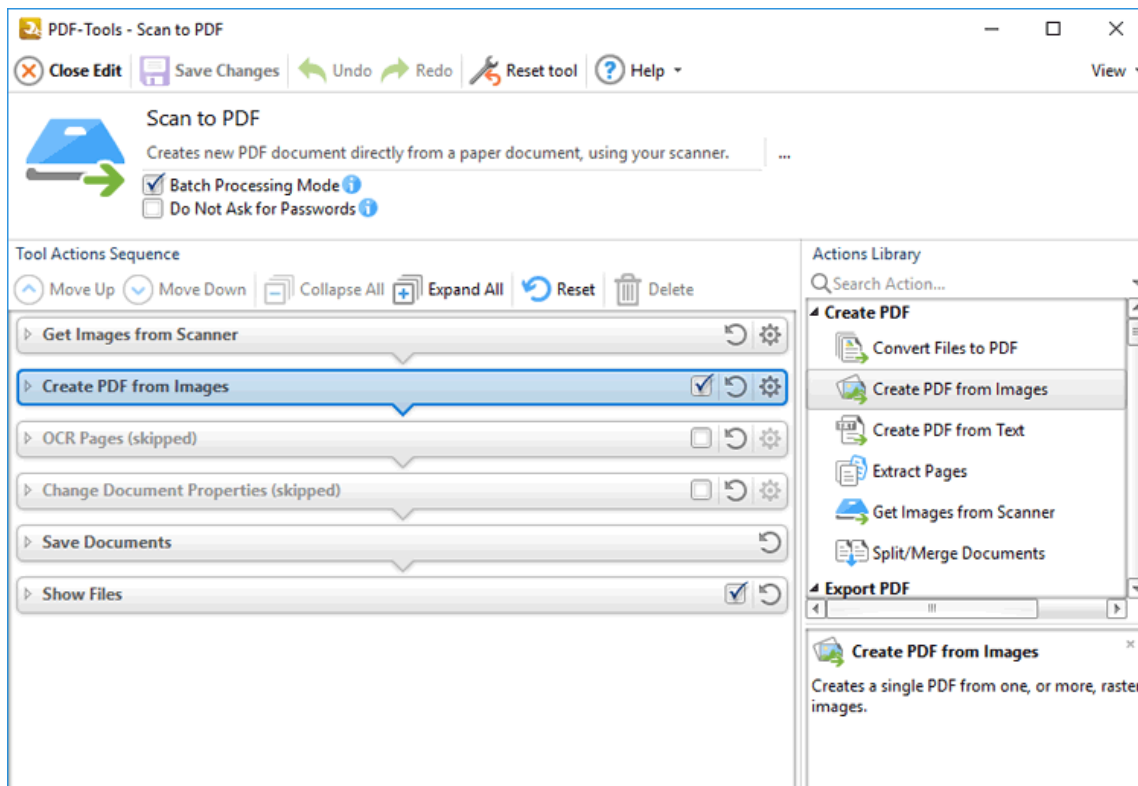 PDF-Tools - Scan to PDF
Close Edit Save Changes Undo Redo Reset tool Help View
Scan to PDF
Creates new PDF document directly from a paper document, using your scanner. ...
Batch Processing Mode
Do Not Ask for Passwords
Tool Actions Sequence
Move Up Move Down Collapse All Expand All Reset Delete
Get Images from Scanner
Create PDF from Images
OCR Pages (skipped)
Change Document Properties (skipped)
Save Documents
Show Files
Actions Library
Search Action...
Create PDF
Convert Files to PDF
Create PDF from Images
Create PDF from Text
Extract Pages
Get Images from Scanner
Split/Merge Documents
Export PDF
Create PDF from Images
Creates a single PDF from one, or more, raster
images.